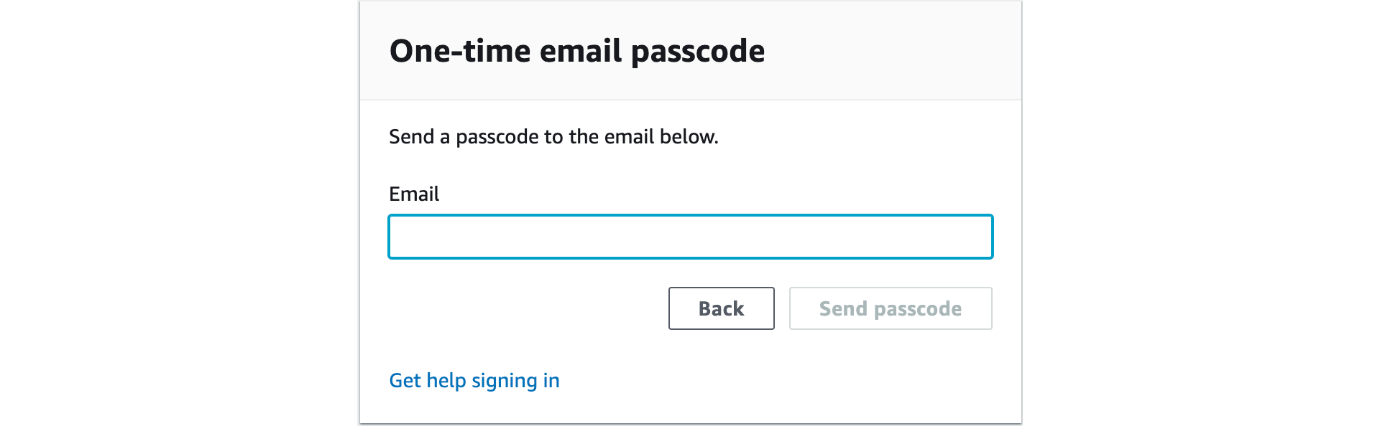 One-time email passcode
Send a passcode to the email below.
Email
Back
Send passcode
Get help signing in